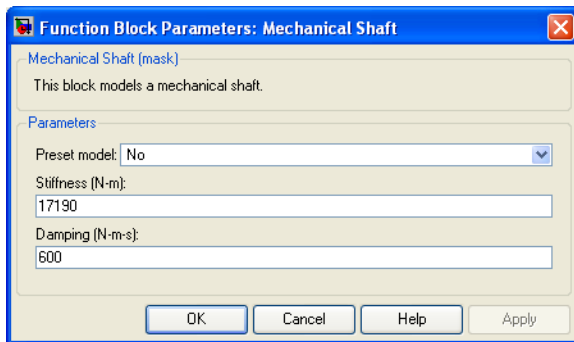 Function Block Parameters: Mechanical Shaft
Mechanical Shaft (mask)
This block models a mechanical shaft.
Parameters
Preset model: No
Stiffness (N-m):
17190
Damping (N-m-s):
600
OK Cancel Help Apply